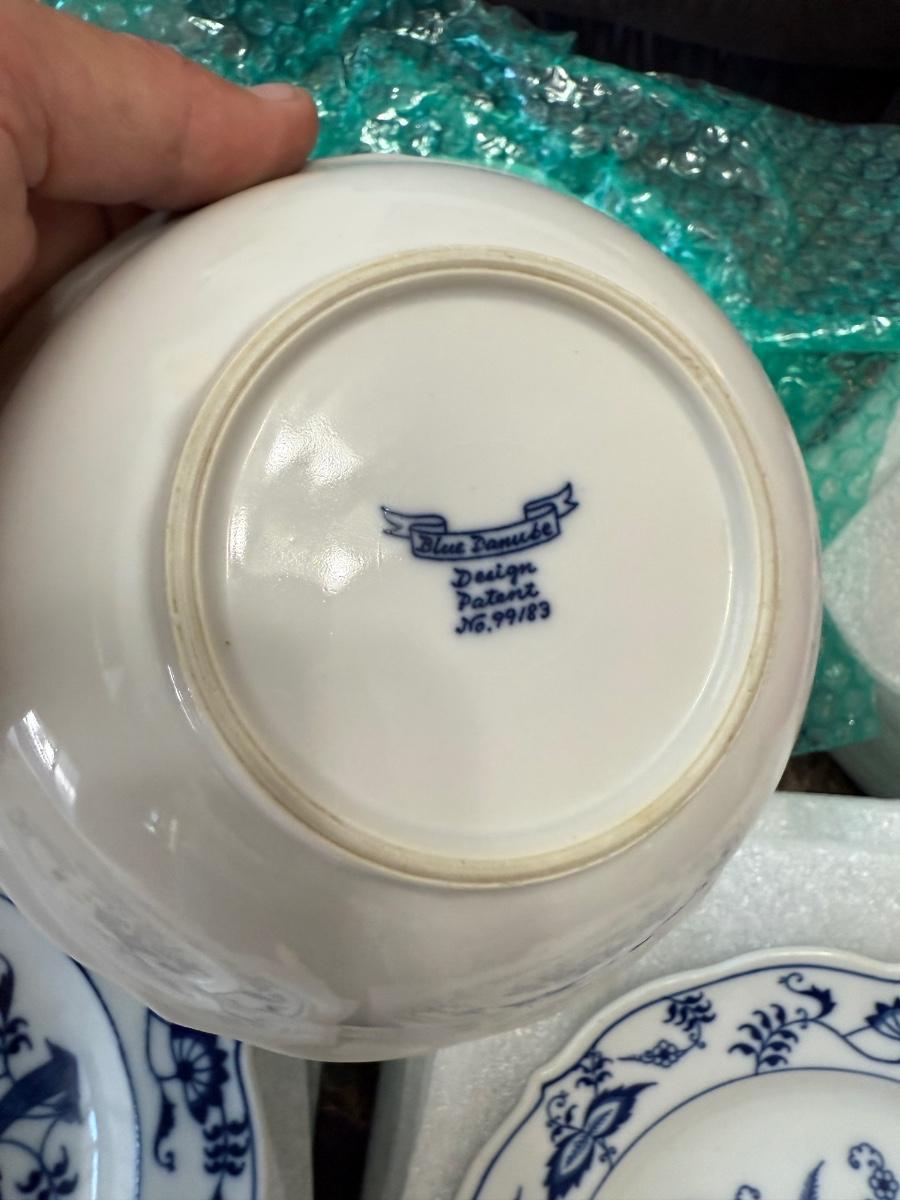 Blue Danube
Design
Patent
No. 99183